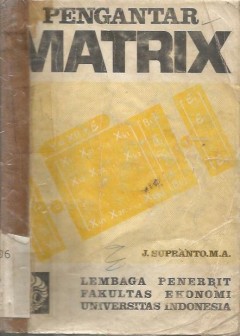 PENGANTAR
MATRIX
J. SUPRANTO.M.A.
LEMBAGA PENERBIT
FAKULTAS EKONOMI
UNIVERSITAS INDONESIA